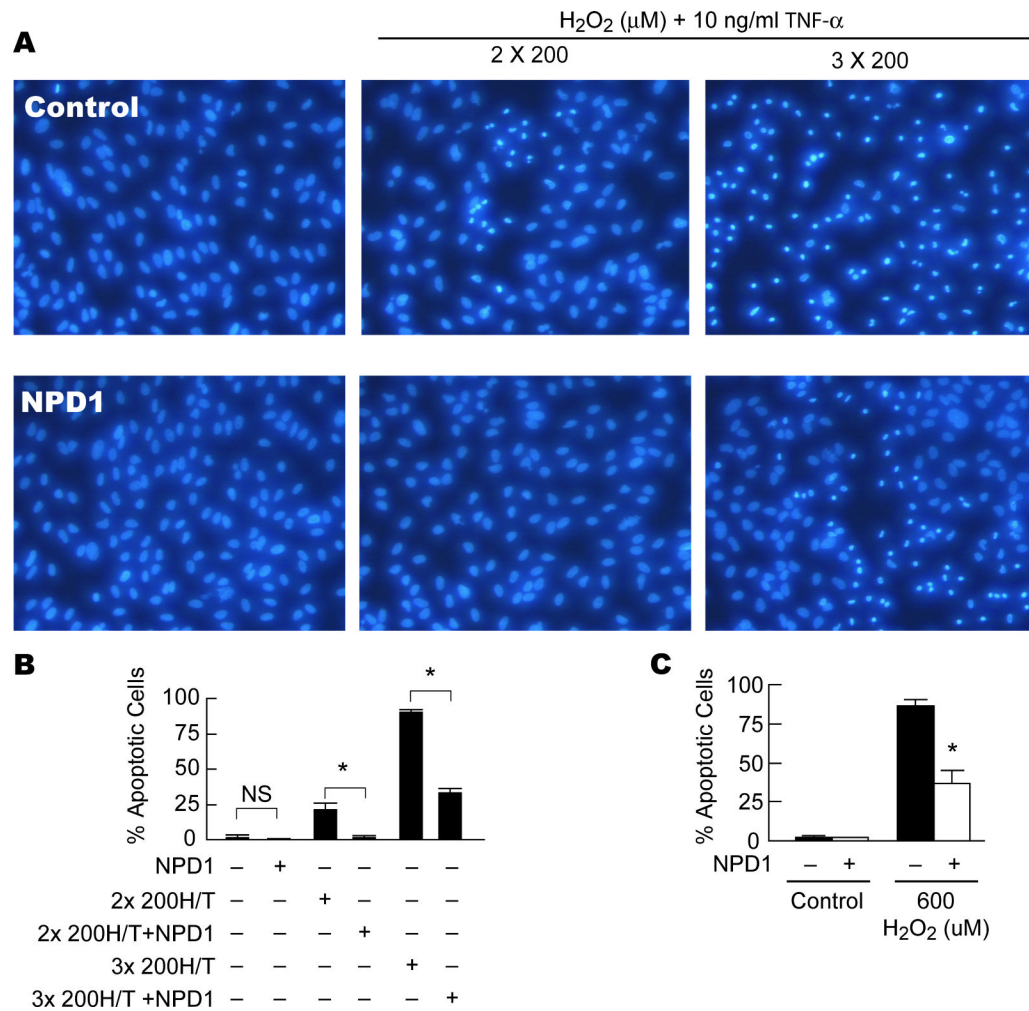 A
H₂O₂ (μM) + 10 ng/ml TNF-α
2 X 200
3 X 200
Control
NPD1
B
% Apoptotic Cells
100
75
50
25
0
NS
*
*
NPD1 – + – – – –
2x 200H/T – – + – – –
2x 200H/T+NPD1 – – – + – –
3x 200H/T – – – – + –
3x 200H/T +NPD1 – – – – – +
C
% Apoptotic Cells
100
75
50
25
0
*
NPD1 – + – +
Control
600
H₂O₂ (uM)